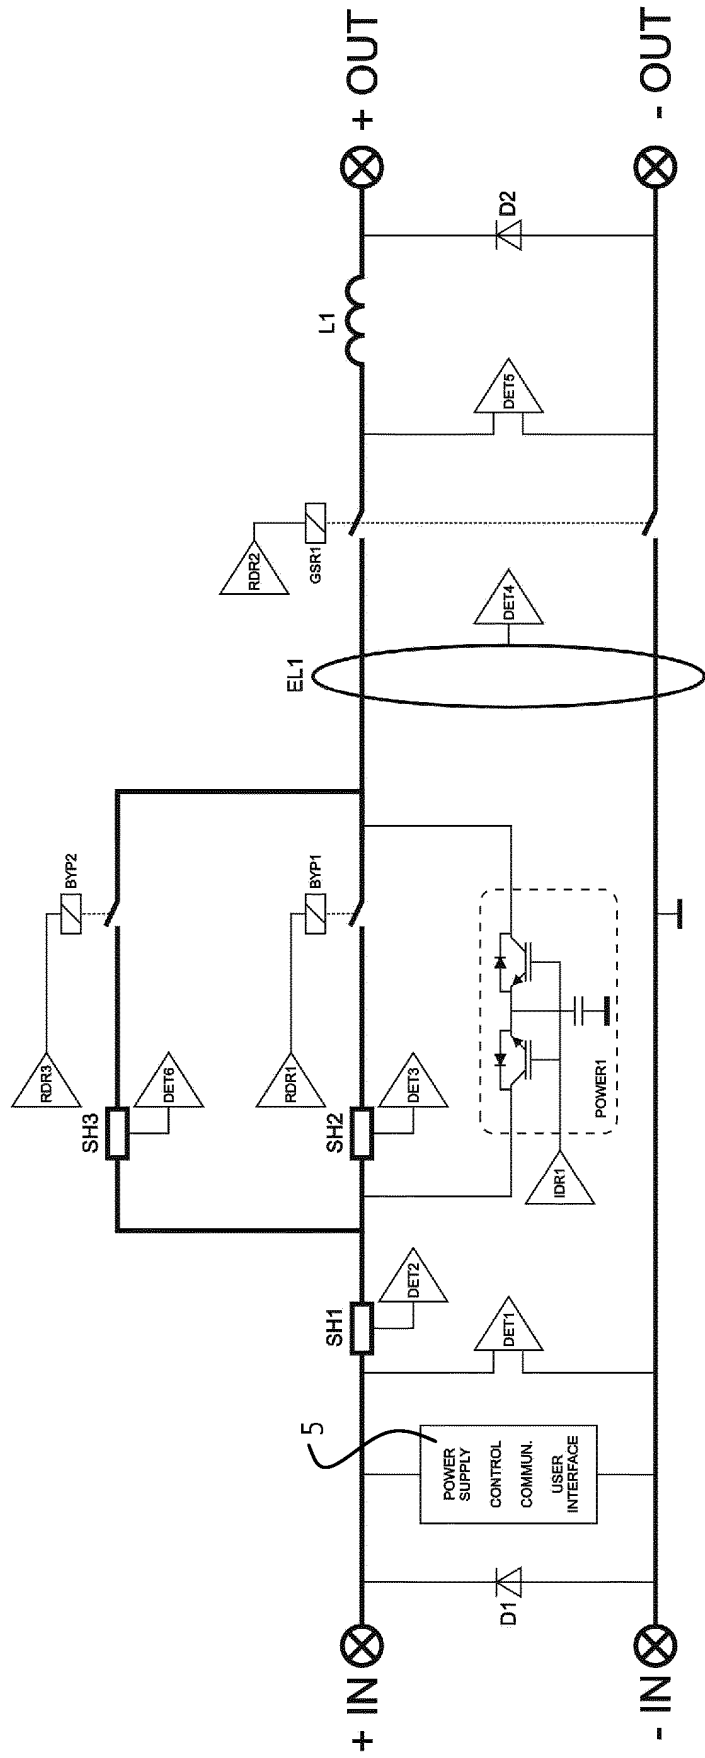 + IN
- IN
D1
5
POWER
SUPPLY
CONTROL
COMMUN.
USER
INTERFACE
DET1
SH1
DET2
SH3
DET6
RDR3
BYP2
SH2
DET3
RDR1
BYP1
IDR1
POWER1
EL1
DET4
RDR2
GSR1
DET5
L1
D2
+ OUT
- OUT